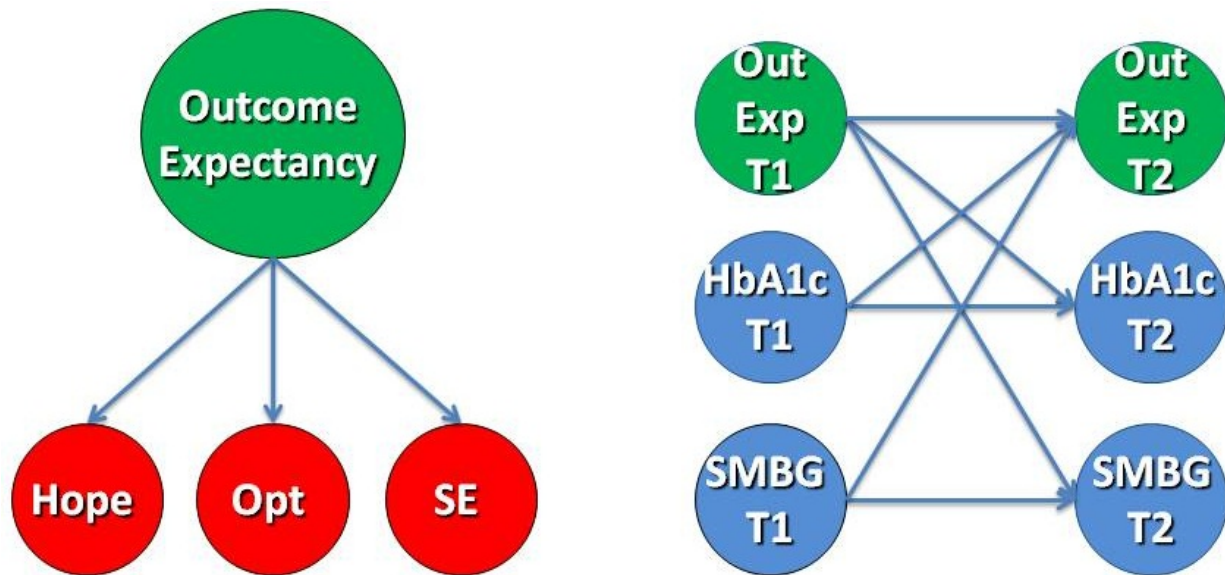 Outcome
Expectancy
Hope
Opt
SE
Out
Exp
T1
Out
Exp
T2
HbA1c
T1
HbA1c
T2
SMBG
T1
SMBG
T2